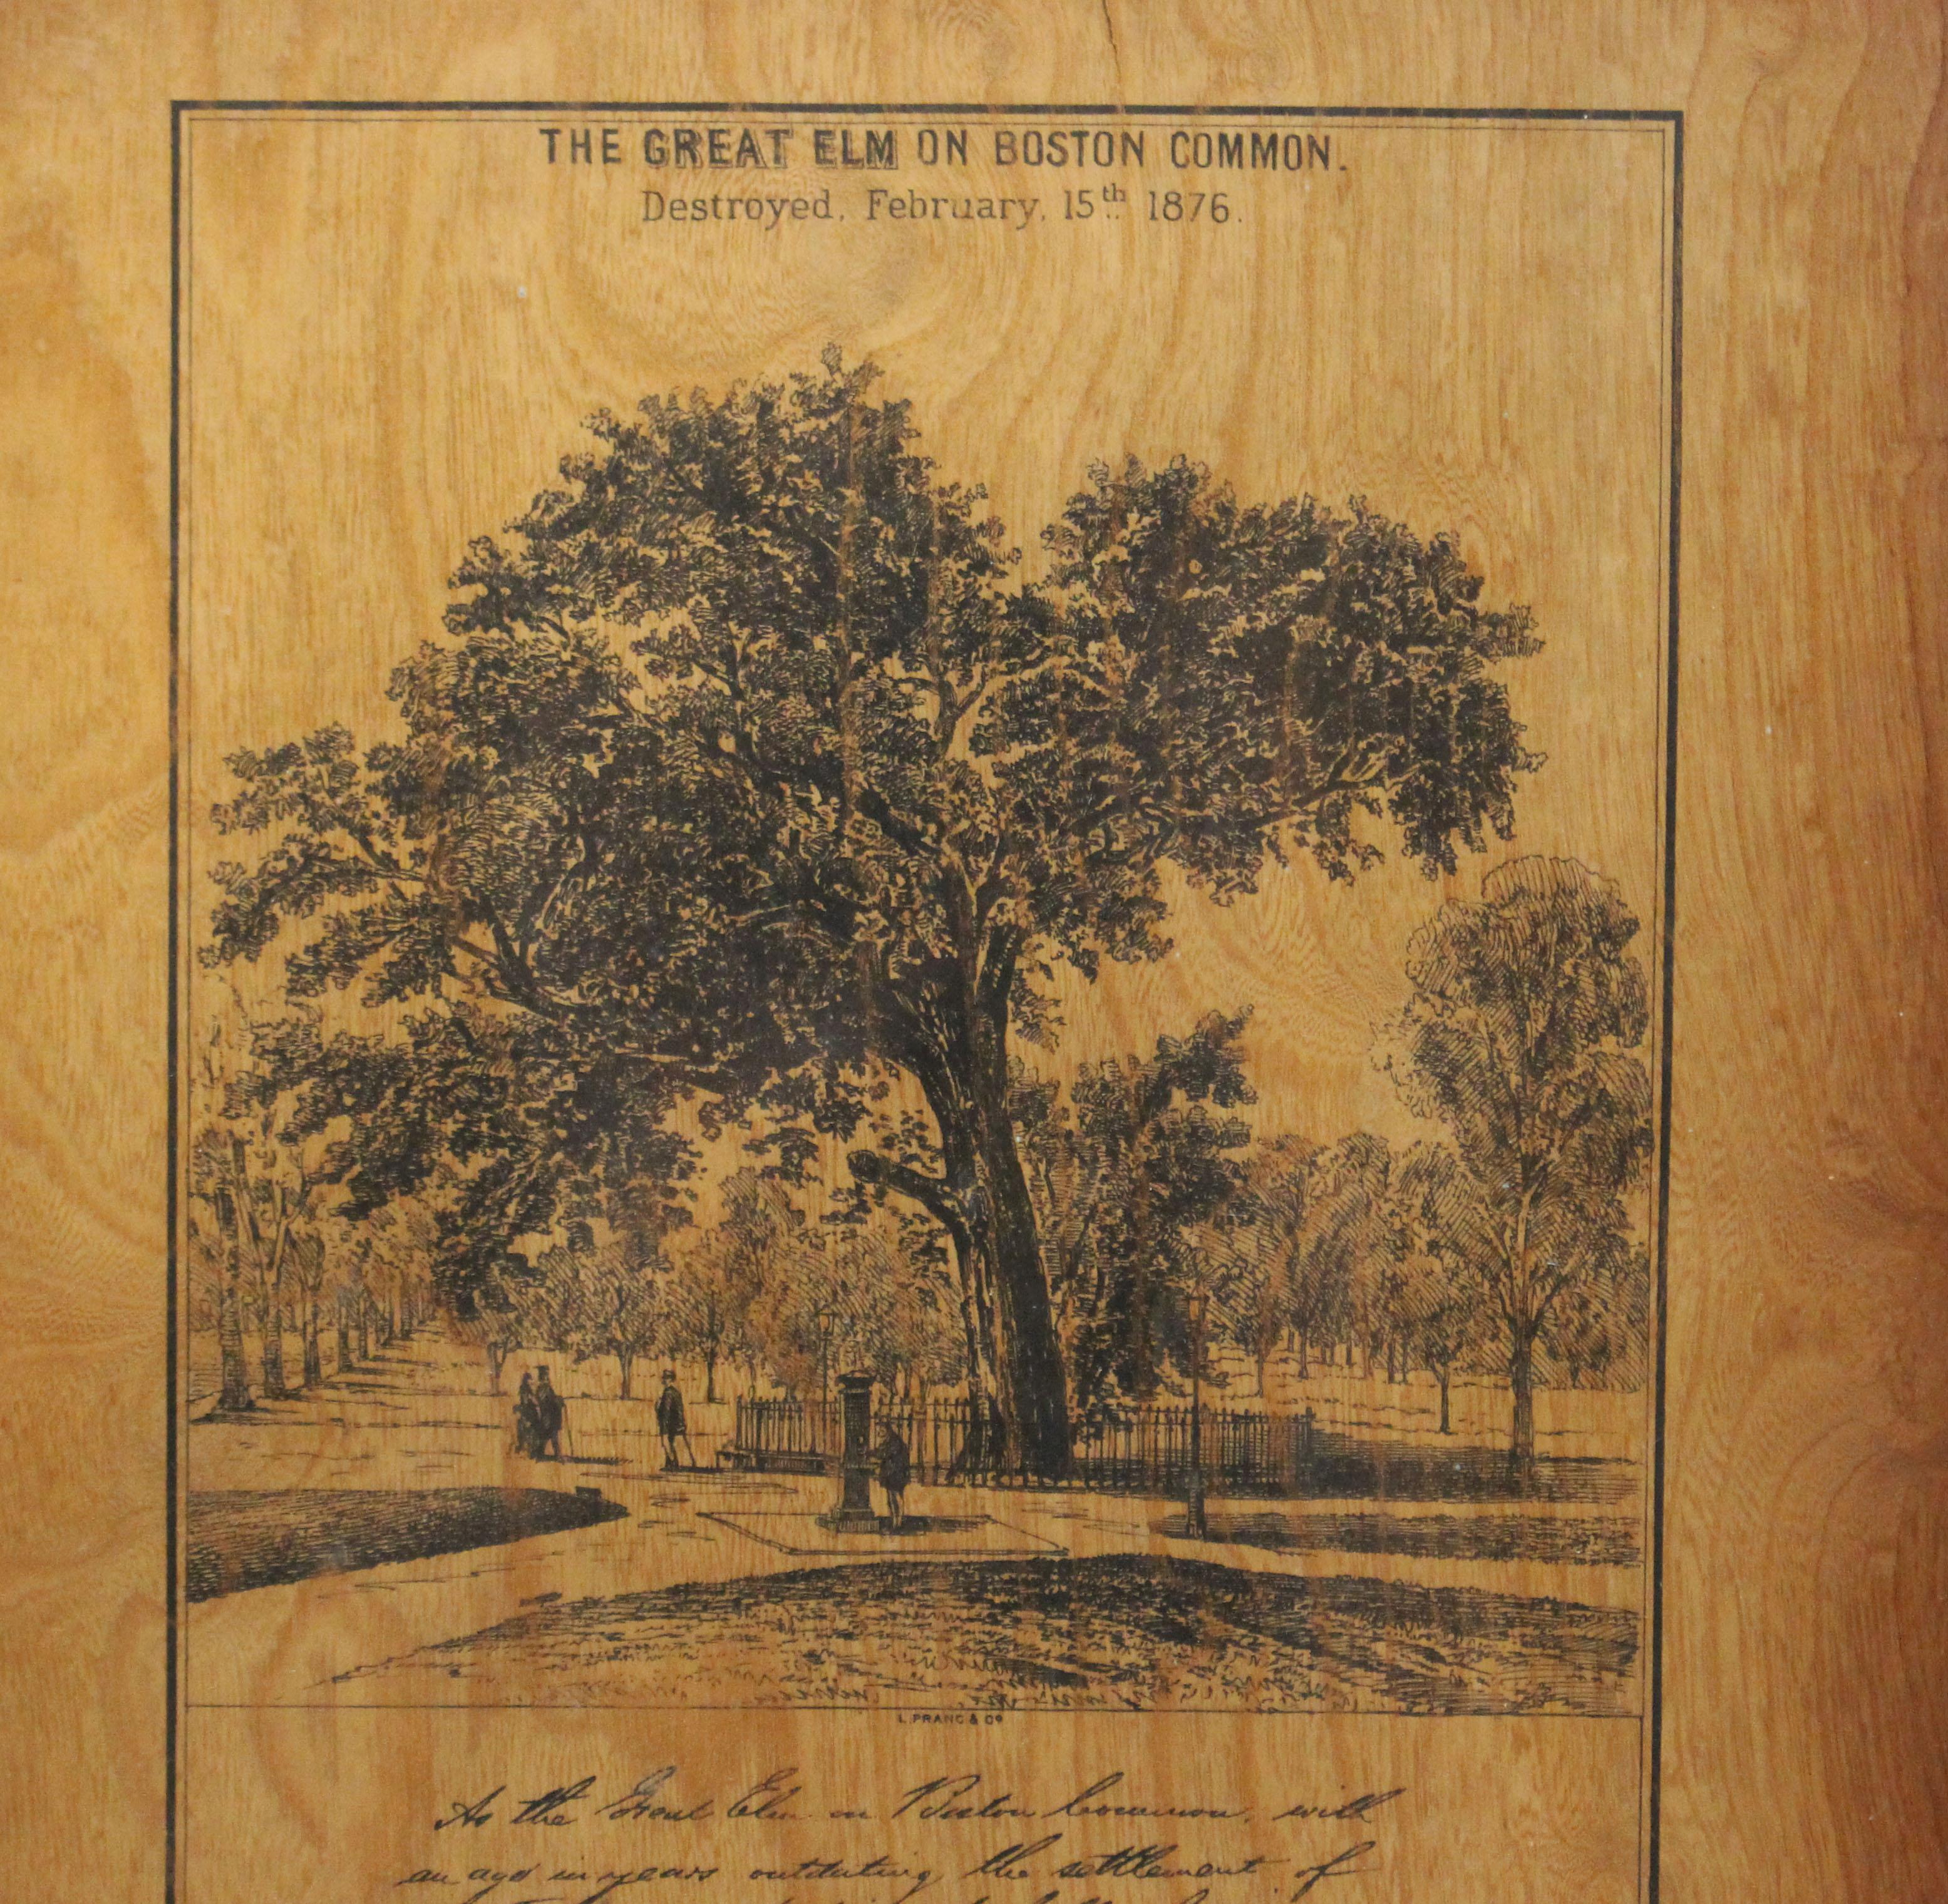 THE GREAT ELM ON BOSTON COMMON.
Destroyed, February, 15th 1876.
L. PRANG & Co
As the Great Elm on Boston Common, with
an age in years outdating the settlement of